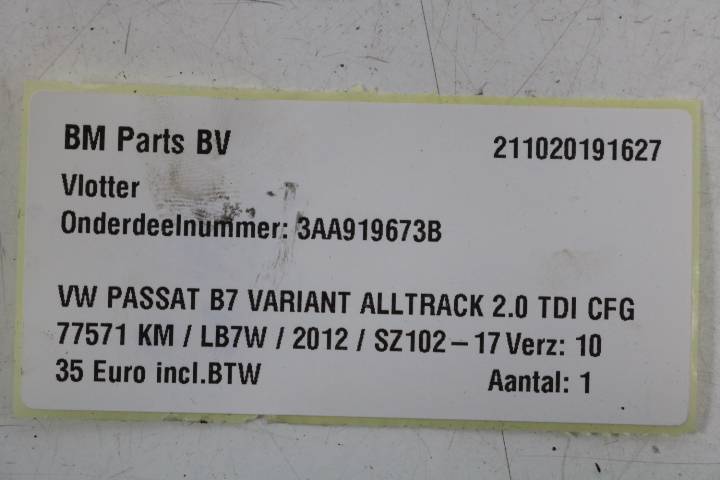 BM Parts BV 211020191627
Vlotter
Onderdeelnummer: 3AA919673B
VW PASSAT B7 VARIANT ALLTRACK 2.0 TDI CFG
77571 KM / LB7W / 2012 / SZ102-17 Verz: 10
35 Euro incl.BTW Aantal: 1